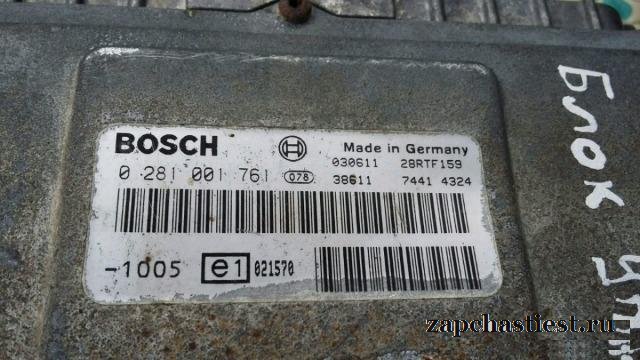 BOSCH
Made in Germany
030611 28RTF159
0 281 001 761 078 38611 7441 4324
-1005 e1 021570
Блок
zapchastiest.ru